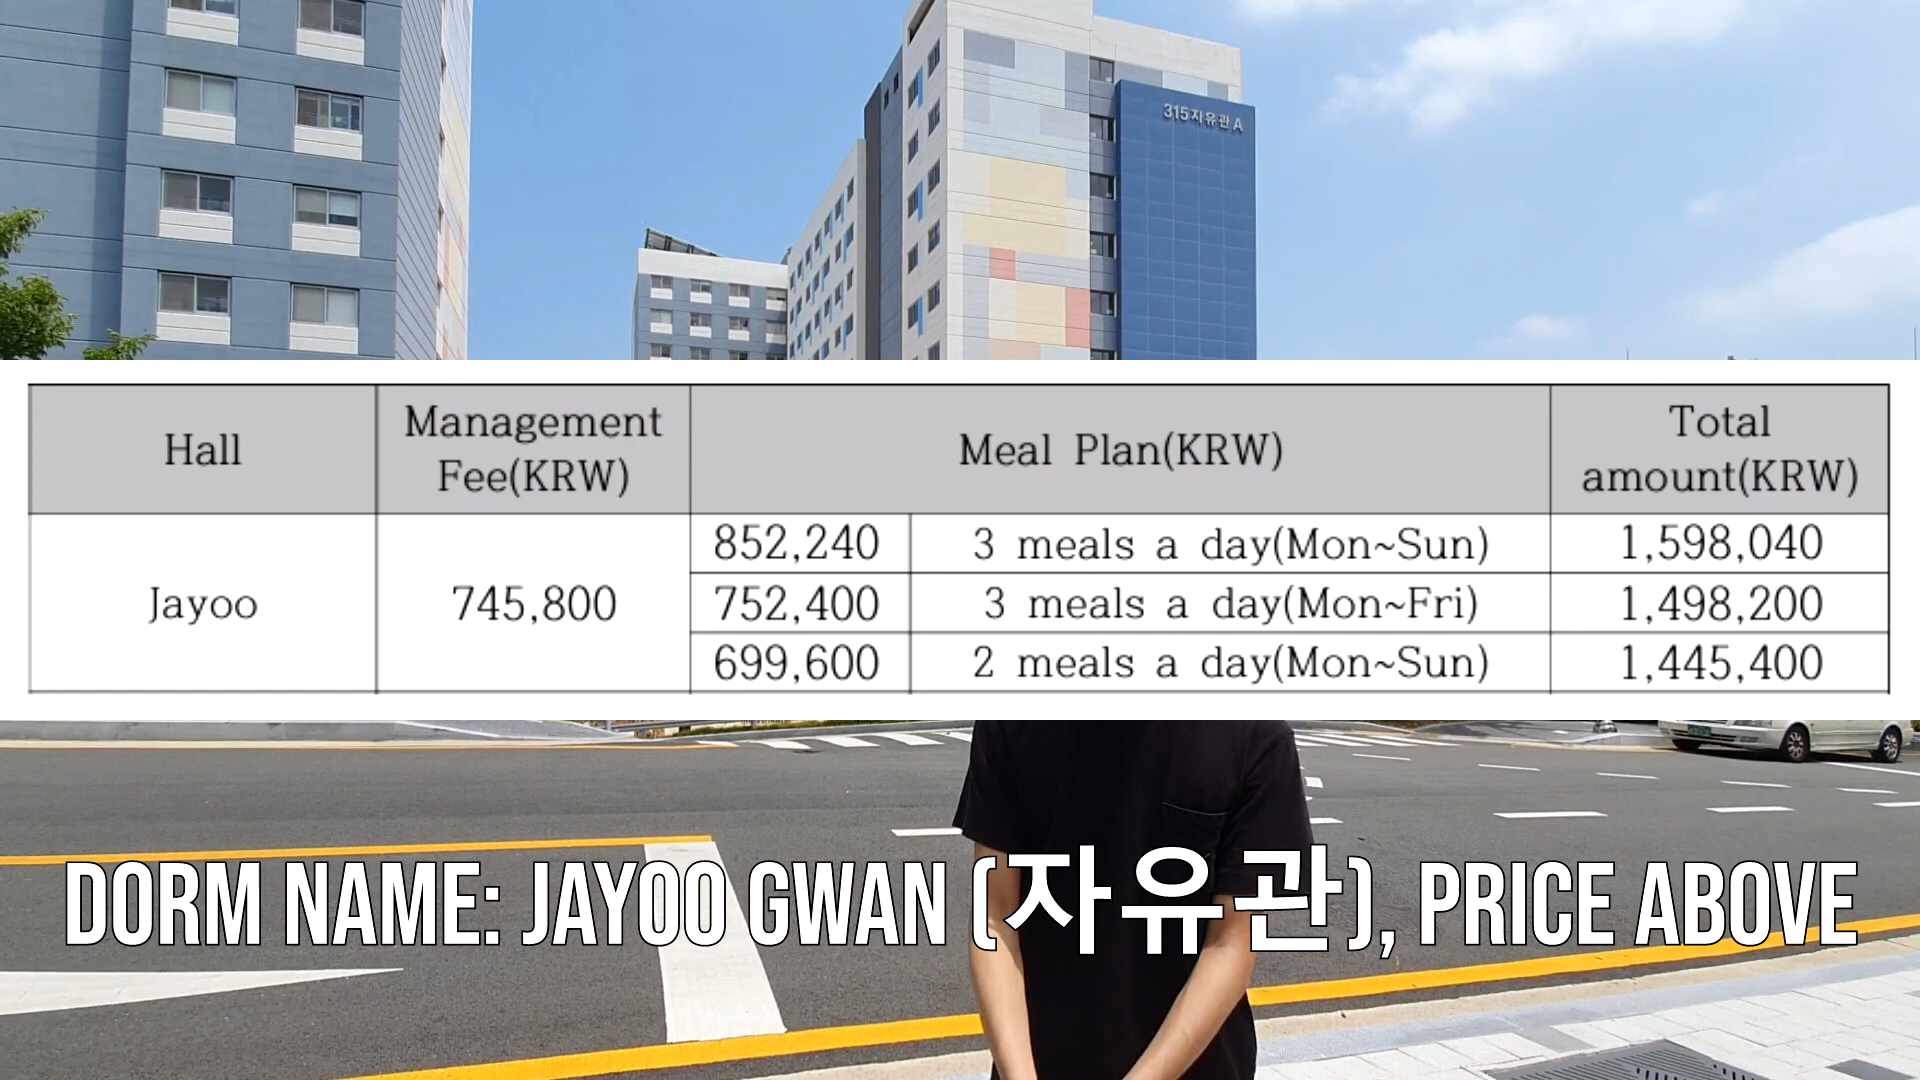 315자유관 A
Hall
Management
Fee(KRW)
Meal Plan(KRW)
Total
amount(KRW)
Jayoo
745,800
852,240 3 meals a day(Mon~Sun) 1,598,040
752,400 3 meals a day(Mon~Fri) 1,498,200
699,600 2 meals a day(Mon~Sun) 1,445,400
DORM NAME: JAYOO GWAN (자유관), PRICE ABOVE